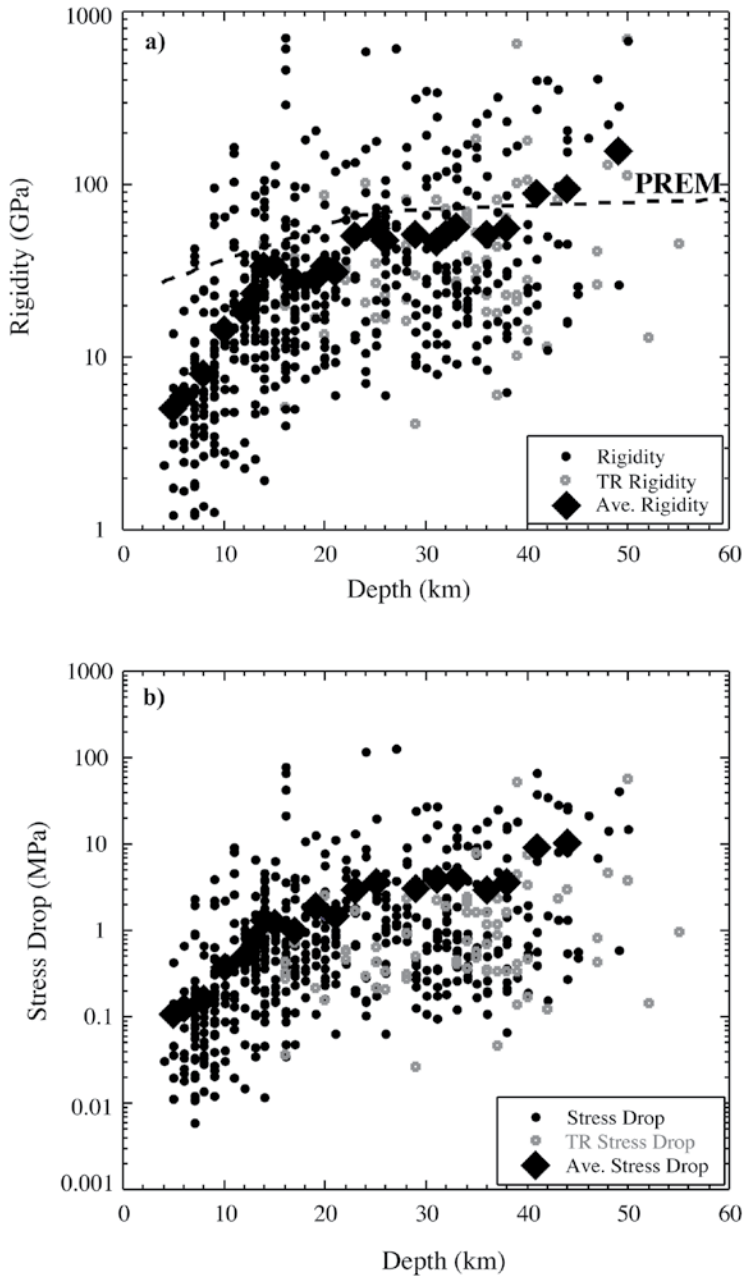 1000
a)
100
PREM
Rigidity (GPa)
10
Rigidity
TR Rigidity
Ave. Rigidity
1
0 10 20 30 40 50 60
Depth (km)
1000
b)
100
10
Stress Drop (MPa)
1
0.1
0.01
Stress Drop
TR Stress Drop
Ave. Stress Drop
0.001
0 10 20 30 40 50 60
Depth (km)